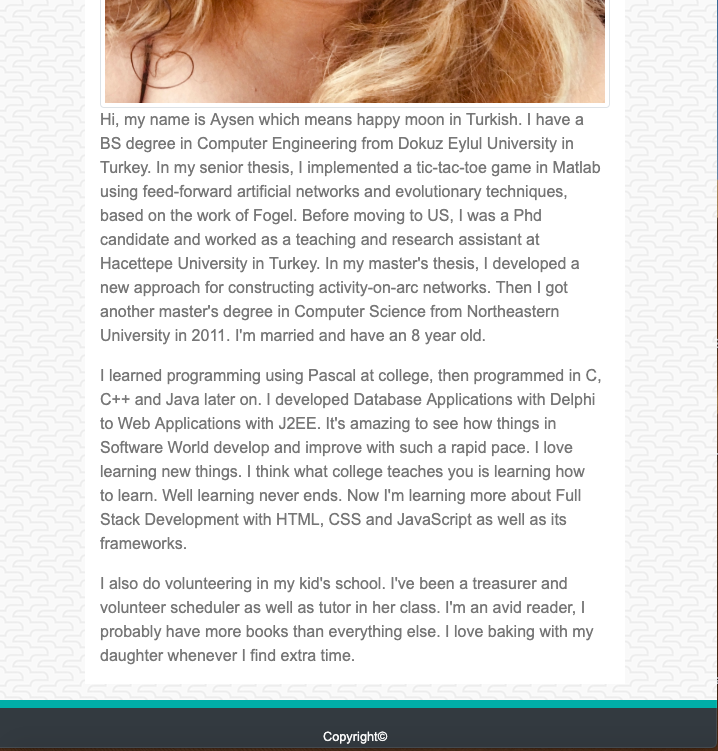 Hi, my name is Aysen which means happy moon in Turkish. I have a
BS degree in Computer Engineering from Dokuz Eylul University in
Turkey. In my senior thesis, I implemented a tic-tac-toe game in Matlab
using feed-forward artificial networks and evolutionary techniques,
based on the work of Fogel. Before moving to US, I was a Phd
candidate and worked as a teaching and research assistant at
Hacettepe University in Turkey. In my master's thesis, I developed a
new approach for constructing activity-on-arc networks. Then I got
another master's degree in Computer Science from Northeastern
University in 2011. I'm married and have an 8 year old.
I learned programming using Pascal at college, then programmed in C,
C++ and Java later on. I developed Database Applications with Delphi
to Web Applications with J2EE. It's amazing to see how things in
Software World develop and improve with such a rapid pace. I love
learning new things. I think what college teaches you is learning how
to learn. Well learning never ends. Now I'm learning more about Full
Stack Development with HTML, CSS and JavaScript as well as its
frameworks.
I also do volunteering in my kid's school. I've been a treasurer and
volunteer scheduler as well as tutor in her class. I'm an avid reader, I
probably have more books than everything else. I love baking with my
daughter whenever I find extra time.
Copyright©